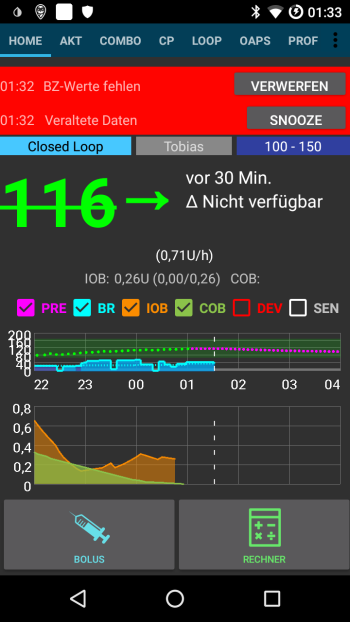 01:33
HOME AKT COMBO CP LOOP OAPS PROF
01:32 BZ-Werte fehlen VERWERFEN
01:32 Veraltete Daten SNOOZE
Closed Loop Tobias 100 - 150
116 → vor 30 Min.
Δ Nicht verfügbar
(0,71U/h)
IOB: 0,26U (0,00/0,26) COB:
PRE BR IOB COB DEV SEN
200
160
120
80
40
0
22 23 00 01 02 03 04
0,8
0,6
0,4
0,2
0
BOLUS RECHNER